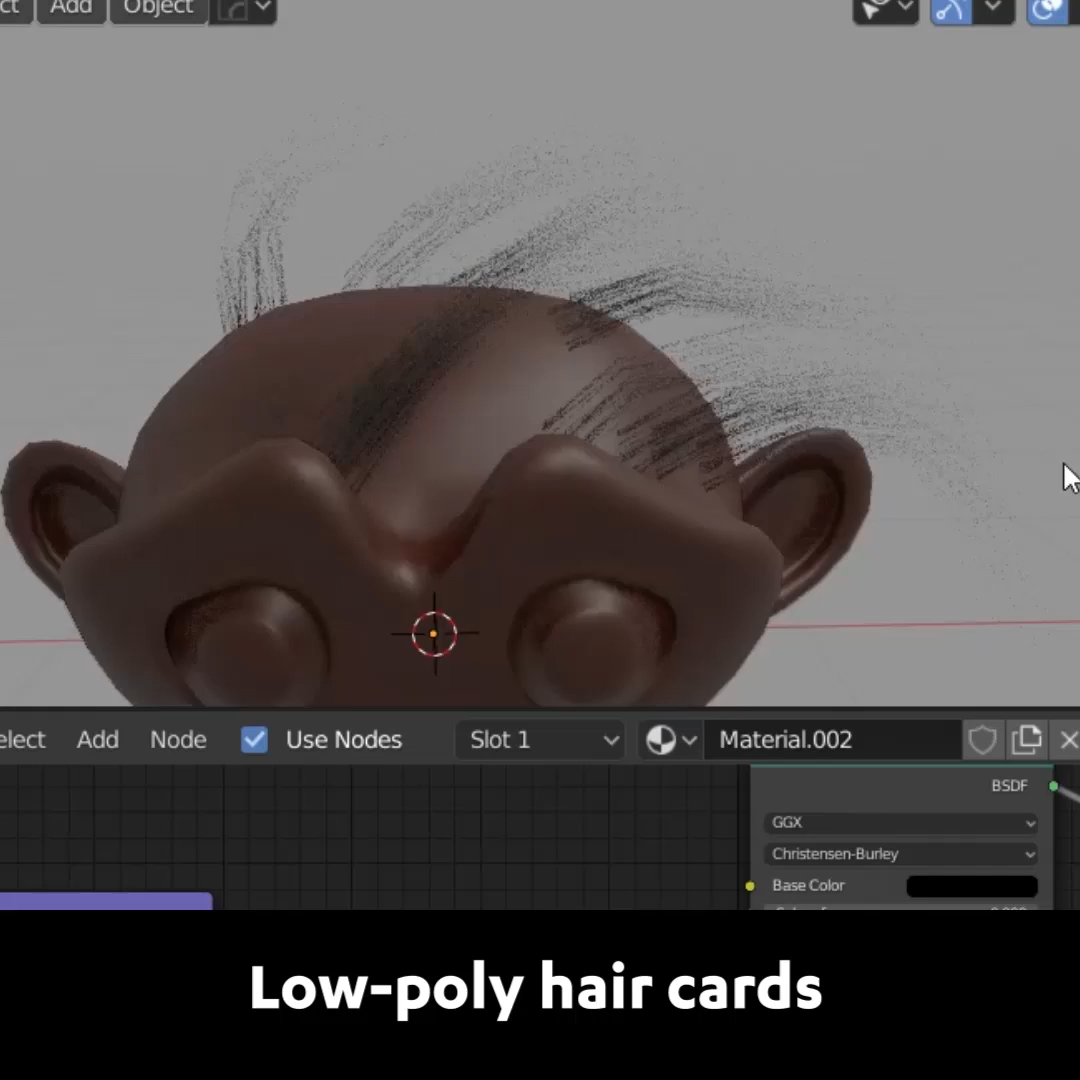 ct Add Object
elect Add Node Use Nodes Slot 1 Material.002
BSDF
GGX
Christensen-Burley
Base Color
Low-poly hair cards